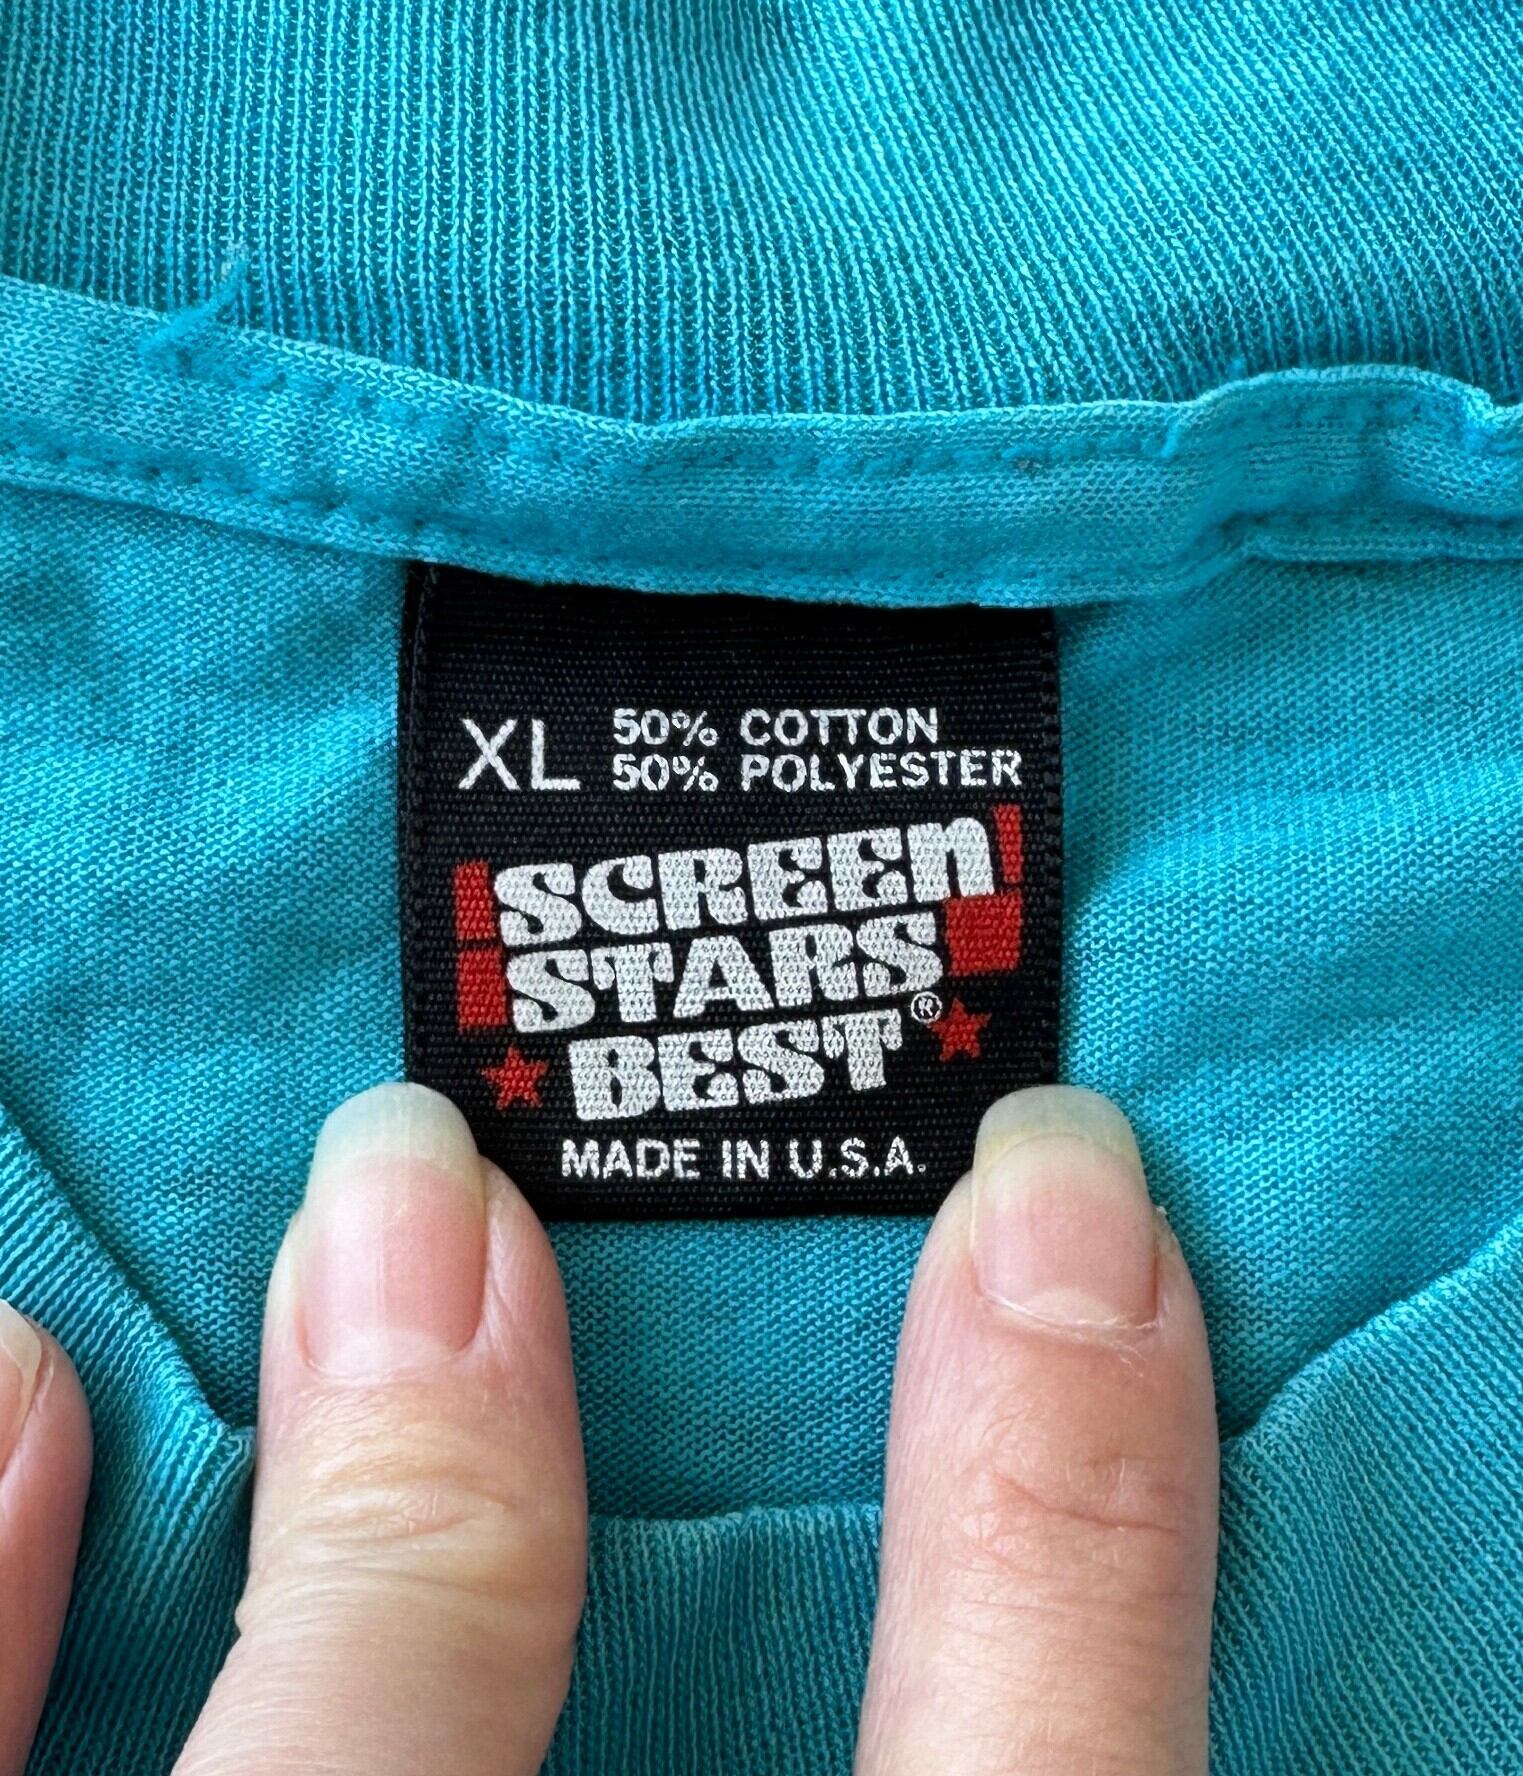 XL 50% COTTON
50% POLYESTER
SCREEN
STARS
BEST®
MADE IN U.S.A.